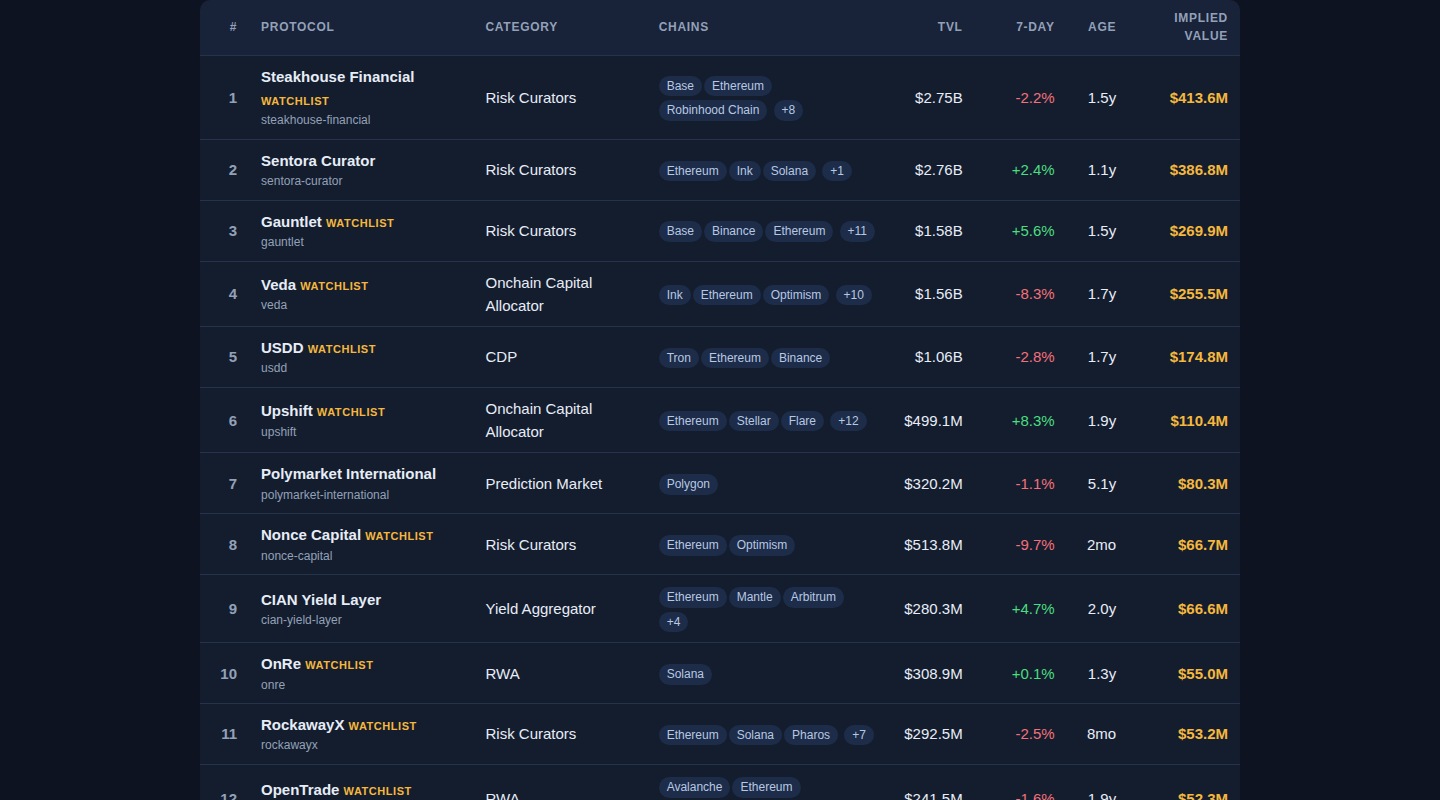 # PROTOCOL CATEGORY CHAINS TVL 7-DAY AGE IMPLIED VALUE
1 Steakhouse Financial WATCHLIST steakhouse-financial Risk Curators Base Ethereum Robinhood Chain +8 $2.75B -2.2% 1.5y $413.6M
2 Sentora Curator sentora-curator Risk Curators Ethereum Ink Solana +1 $2.76B +2.4% 1.1y $386.8M
3 Gauntlet WATCHLIST gauntlet Risk Curators Base Binance Ethereum +11 $1.58B +5.6% 1.5y $269.9M
4 Veda WATCHLIST veda Onchain Capital Allocator Ink Ethereum Optimism +10 $1.56B -8.3% 1.7y $255.5M
5 USDD WATCHLIST usdd CDP Tron Ethereum Binance $1.06B -2.8% 1.7y $174.8M
6 Upshift WATCHLIST upshift Onchain Capital Allocator Ethereum Stellar Flare +12 $499.1M +8.3% 1.9y $110.4M
7 Polymarket International polymarket-international Prediction Market Polygon $320.2M -1.1% 5.1y $80.3M
8 Nonce Capital WATCHLIST nonce-capital Risk Curators Ethereum Optimism $513.8M -9.7% 2mo $66.7M
9 CIAN Yield Layer cian-yield-layer Yield Aggregator Ethereum Mantle Arbitrum +4 $280.3M +4.7% 2.0y $66.6M
10 OnRe WATCHLIST onre RWA Solana $308.9M +0.1% 1.3y $55.0M
11 RockawayX WATCHLIST rockawayx Risk Curators Ethereum Solana Pharos +7 $292.5M -2.5% 8mo $53.2M
12 OpenTrade WATCHLIST RWA Avalanche Ethereum $241.5M -1.6% 1.9y $52.3M